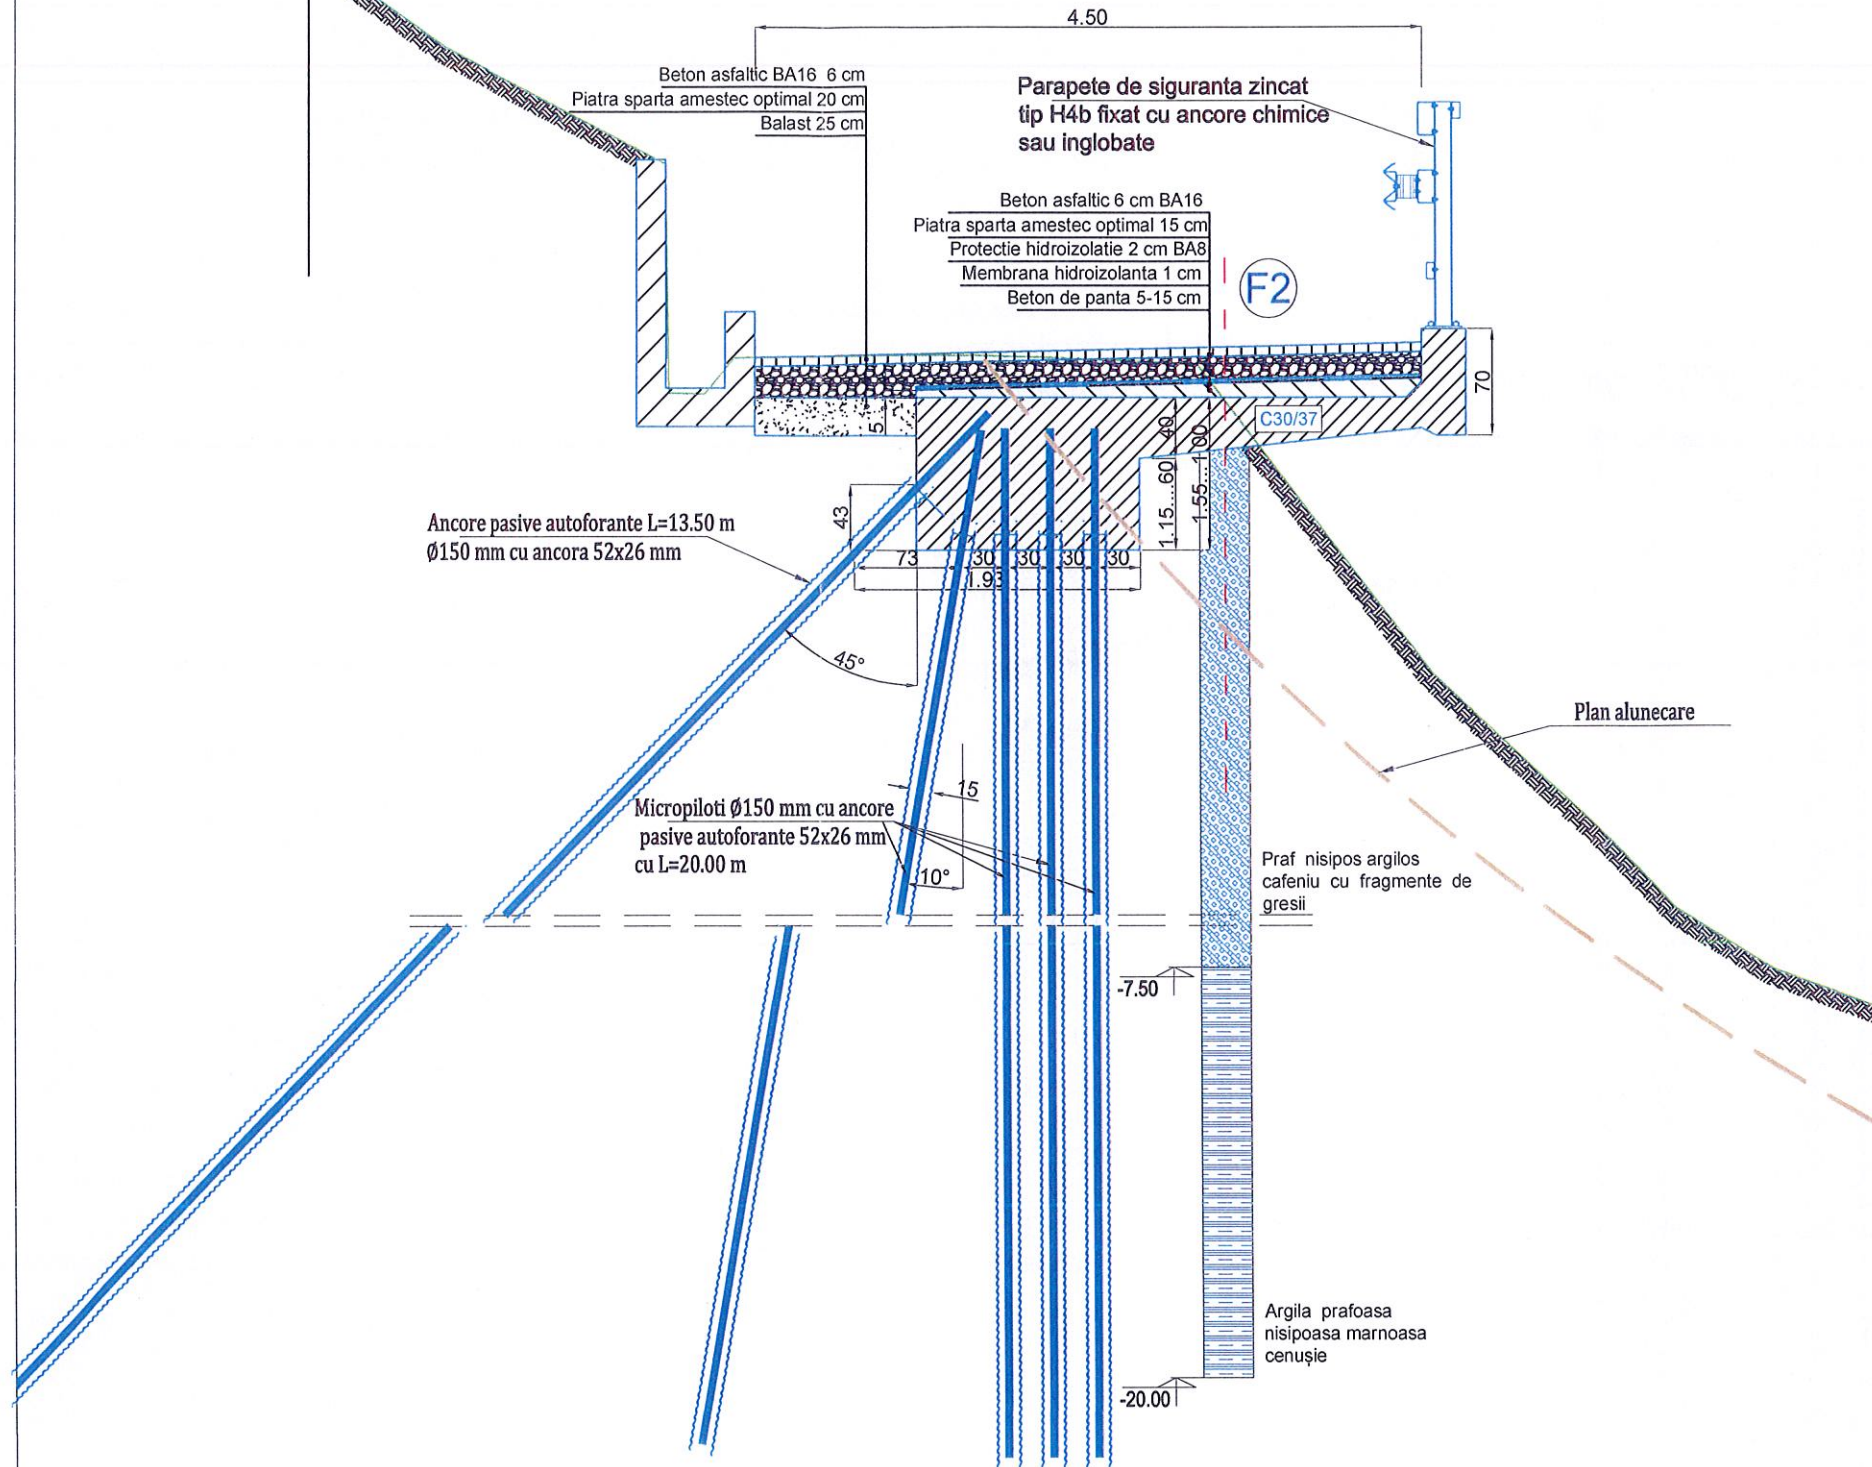 4.50
Beton asfaltic BA16 6 cm
Piatra sparta amestec optimal 20 cm
Balast 25 cm
Parapete de siguranta zincat
tip H4b fixat cu ancore chimice
sau inglobate
Beton asfaltic 6 cm BA16
Piatra sparta amestec optimal 15 cm
Protectie hidroizolatie 2 cm BA8
Membrana hidroizolanta 1 cm
Beton de panta 5-15 cm
F2
70
C30/37
5
40
1.15...60
1.55...1.00
43
Ancore pasive autoforante L=13.50 m
Ø150 mm cu ancora 52x26 mm
73 30 30 30 30
1.93
45°
Plan alunecare
15
Micropiloti Ø150 mm cu ancore
pasive autoforante 52x26 mm
cu L=20.00 m
10°
Praf nisipos argilos
cafeniu cu fragmente de
gresii
-7.50
Argila prafoasa
nisipoasa marnoasa
cenușie
-20.00